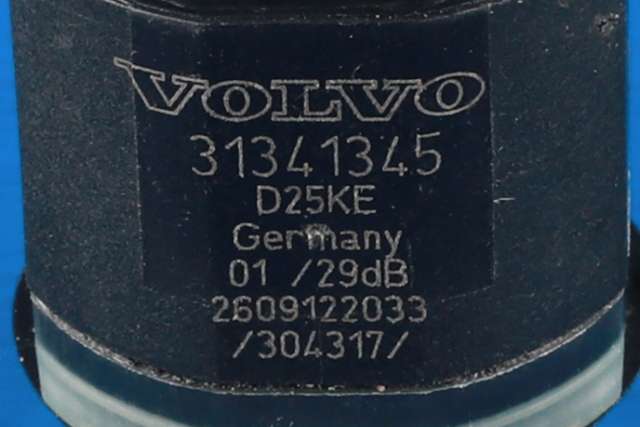 VOLVO
31341345
D25KE
Germany
01 /29dB
2609122033
/304317/